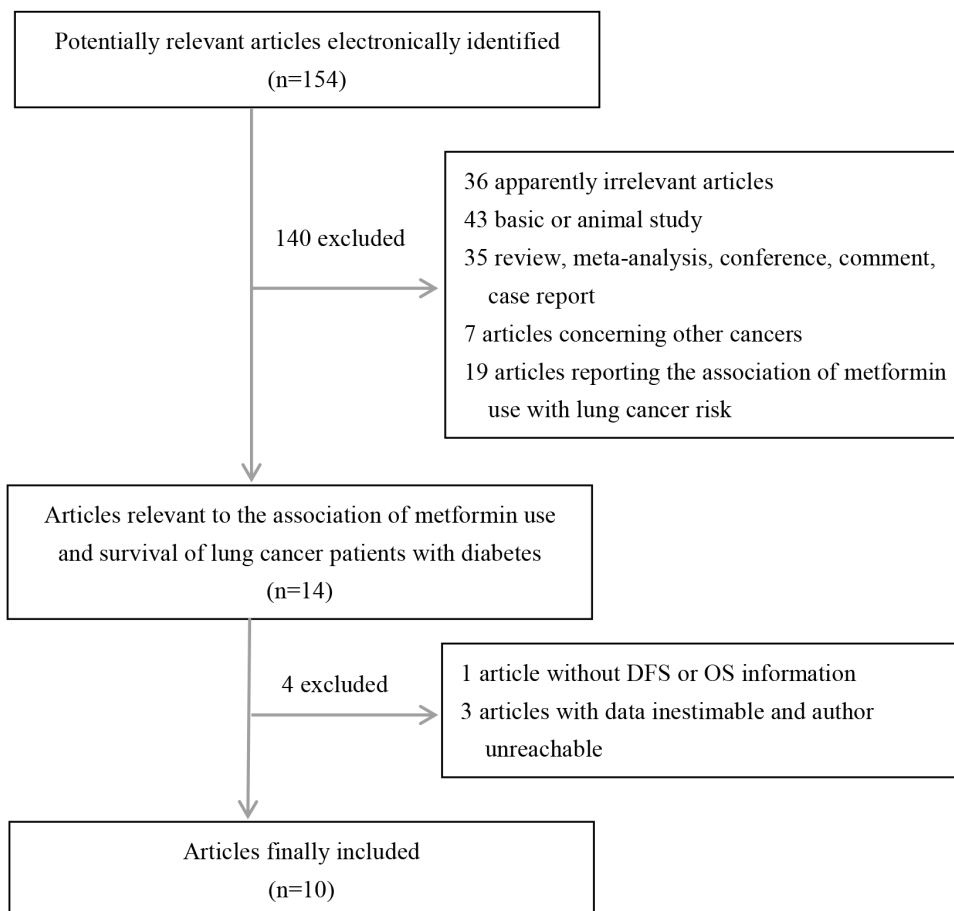 Potentially relevant articles electronically identified
(n=154)
140 excluded
36 apparently irrelevant articles
43 basic or animal study
35 review, meta-analysis, conference, comment,
case report
7 articles concerning other cancers
19 articles reporting the association of metformin
use with lung cancer risk
Articles relevant to the association of metformin use
and survival of lung cancer patients with diabetes
(n=14)
4 excluded
1 article without DFS or OS information
3 articles with data inestimable and author
unreachable
Articles finally included
(n=10)